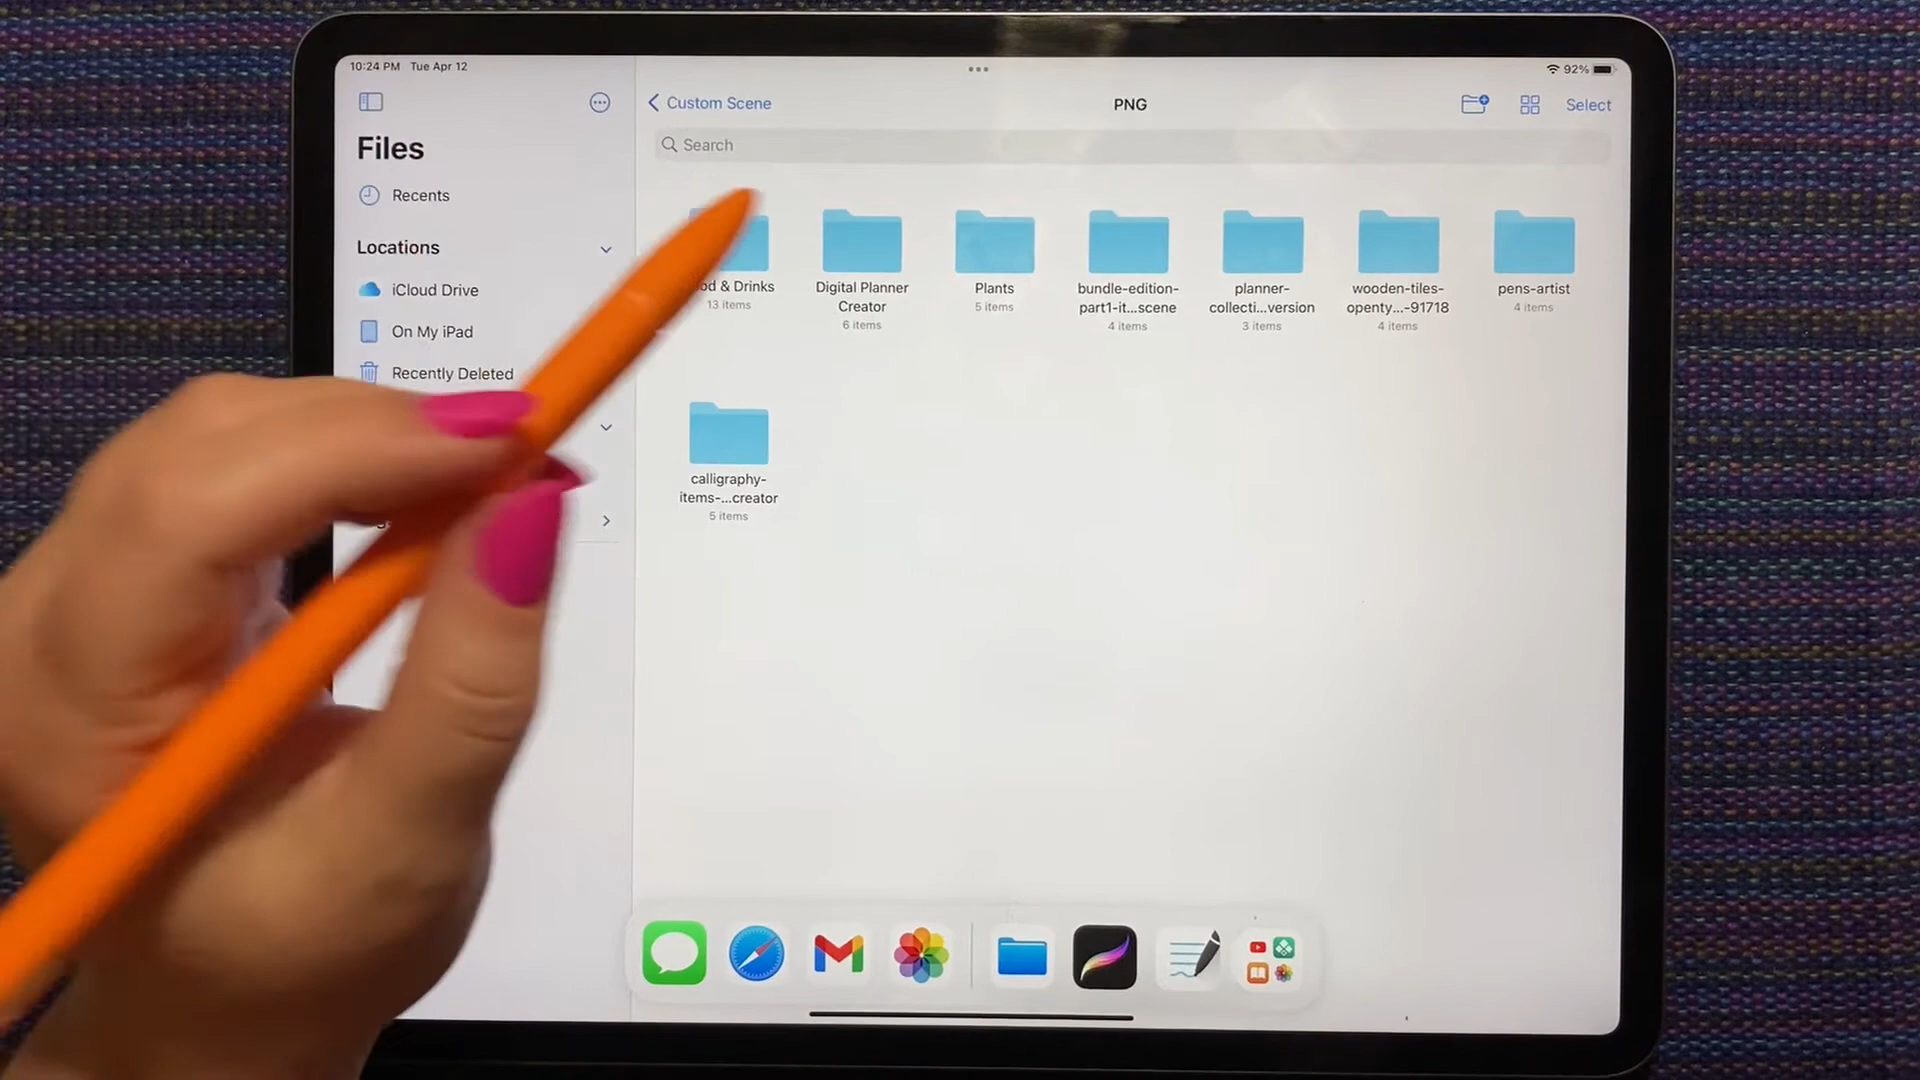 10:24 PM Tue Apr 12
92%
Files
Recents
Locations
iCloud Drive
On My iPad
Recently Deleted
Custom Scene
PNG
Select
Search
& Drinks
13 items
Digital Planner
Creator
6 items
Plants
5 items
bundle-edition-
part1-it...scene
4 items
planner-
collecti...version
3 items
wooden-tiles-
openty...-91718
4 items
pens-artist
4 items
calligraphy-
items-...creator
5 items